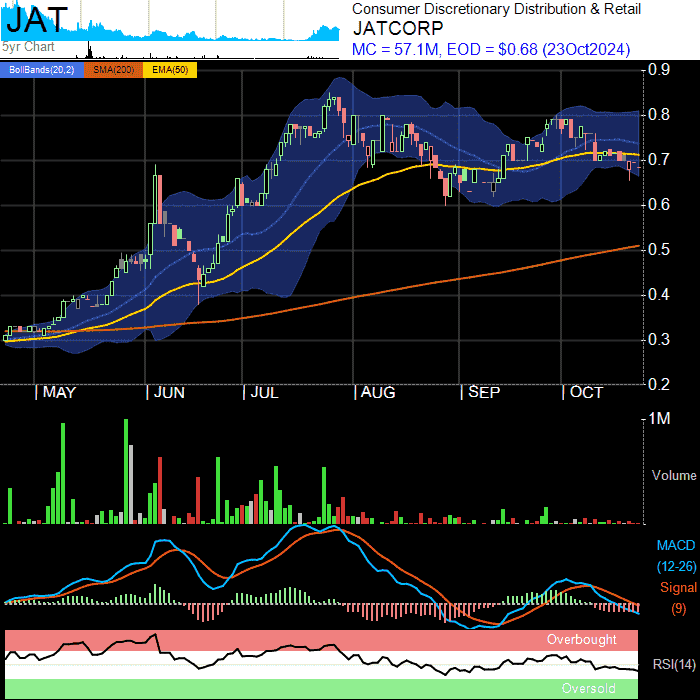 JAT
5yr Chart
Consumer Discretionary Distribution & Retail
JATCORP
MC = 57.1M, EOD = $0.68 (23Oct2024)
BollBands(20,2) SMA(200) EMA(50)
0.9
0.8
0.7
0.6
0.5
0.4
0.3
0.2
MAY JUN JUL AUG SEP OCT
1M
Volume
MACD
(12-26)
Signal
(9)
Overbought
RSI(14)
Oversold